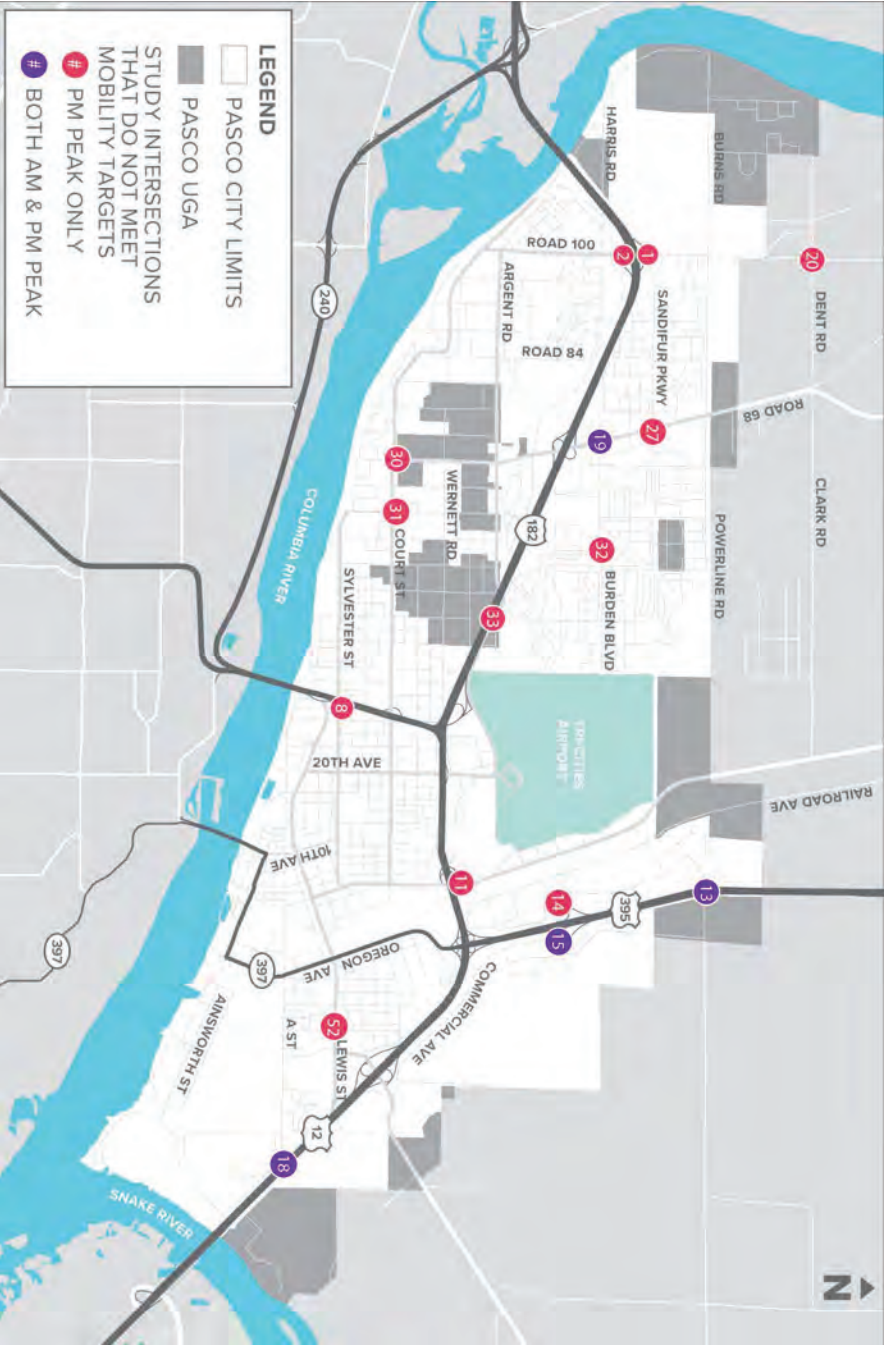 LEGEND
PASCO CITY LIMITS
PASCO UGA
STUDY INTERSECTIONS
THAT DO NOT MEET
MOBILITY TARGETS
# PM PEAK ONLY
# BOTH AM & PM PEAK
N
HARRIS RD
BURNS RD
ROAD 100
2
1
20
DENT RD
ARGENT RD
SANDIFUR PKWY
ROAD 84
ROAD 68
240
19
27
30
WERNETT RD
CLARK RD
31
COURT ST
182
32
POWERLINE RD
COLUMBIA RIVER
SYLVESTER ST
33
BURDEN BLVD
8
TRI-CITIES
AIRPORT
20TH AVE
RAILROAD AVE
10TH AVE
11
14
15
395
13
397
397
OREGON AVE
COMMERCIAL AVE
AINSWORTH ST
A ST
52
LEWIS ST
12
18
SNAKE RIVER